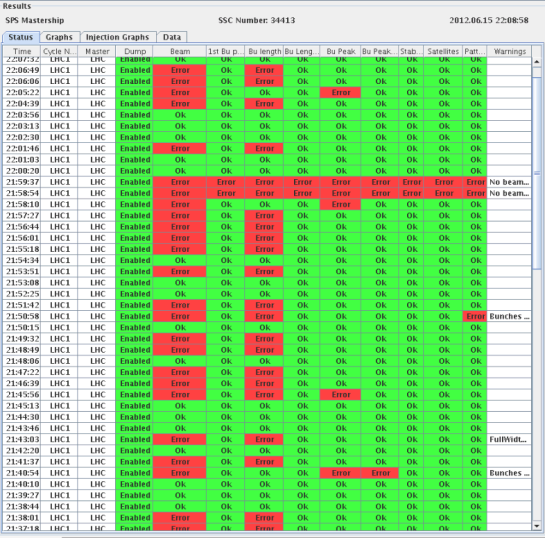 Results
SPS Mastership SSC Number: 34413 2012.06.15 22:08:58
Status Graphs Injection Graphs Data
Time Cycle N... Master Dump Beam 1st Bu p... Bu length Bu Leng... Bu Peak Bu Peak... Stab... Satellites Patt... Warnings
22:07:32 LHC1 LHC Enabled Ok Ok Ok Ok Ok Ok Ok Ok Ok
22:06:49 LHC1 LHC Enabled Error Ok Error Ok Ok Ok Ok Ok Ok
22:06:06 LHC1 LHC Enabled Error Ok Error Ok Ok Ok Ok Ok Ok
22:05:22 LHC1 LHC Enabled Error Ok Ok Ok Error Ok Ok Ok Ok
22:04:39 LHC1 LHC Enabled Error Ok Error Ok Ok Ok Ok Ok Ok
22:03:56 LHC1 LHC Enabled Ok Ok Ok Ok Ok Ok Ok Ok Ok
22:03:13 LHC1 LHC Enabled Ok Ok Ok Ok Ok Ok Ok Ok Ok
22:02:30 LHC1 LHC Enabled Ok Ok Ok Ok Ok Ok Ok Ok Ok
22:01:46 LHC1 LHC Enabled Error Ok Error Ok Ok Ok Ok Ok Ok
22:01:03 LHC1 LHC Enabled Ok Ok Ok Ok Ok Ok Ok Ok Ok
22:00:20 LHC1 LHC Enabled Ok Ok Ok Ok Ok Ok Ok Ok Ok
21:59:37 LHC1 LHC Enabled Error Error Error Error Error Error Error Error Error No beam...
21:58:54 LHC1 LHC Enabled Error Error Error Error Error Error Error Error Error No beam...
21:58:10 LHC1 LHC Enabled Error Ok Ok Ok Error Ok Ok Ok Ok
21:57:27 LHC1 LHC Enabled Error Ok Error Ok Ok Ok Ok Ok Ok
21:56:44 LHC1 LHC Enabled Error Ok Error Ok Ok Ok Ok Ok Ok
21:56:01 LHC1 LHC Enabled Error Ok Error Ok Ok Ok Ok Ok Ok
21:55:18 LHC1 LHC Enabled Error Ok Error Ok Ok Ok Ok Ok Ok
21:54:34 LHC1 LHC Enabled Ok Ok Ok Ok Ok Ok Ok Ok Ok
21:53:51 LHC1 LHC Enabled Error Ok Error Ok Ok Ok Ok Ok Ok
21:53:08 LHC1 LHC Enabled Ok Ok Ok Ok Ok Ok Ok Ok Ok
21:52:25 LHC1 LHC Enabled Ok Ok Ok Ok Ok Ok Ok Ok Ok
21:51:42 LHC1 LHC Enabled Error Ok Error Ok Ok Ok Ok Ok Ok
21:50:58 LHC1 LHC Enabled Error Ok Error Ok Ok Ok Ok Ok Error Bunches ...
21:50:15 LHC1 LHC Enabled Ok Ok Ok Ok Ok Ok Ok Ok Ok
21:49:32 LHC1 LHC Enabled Error Ok Error Ok Ok Ok Ok Ok Ok
21:48:49 LHC1 LHC Enabled Error Ok Error Ok Ok Ok Ok Ok Ok
21:48:06 LHC1 LHC Enabled Ok Ok Ok Ok Ok Ok Ok Ok Ok
21:47:22 LHC1 LHC Enabled Error Ok Error Ok Ok Ok Ok Ok Ok
21:46:39 LHC1 LHC Enabled Error Ok Error Ok Ok Ok Ok Ok Ok
21:45:56 LHC1 LHC Enabled Error Ok Error Ok Error Ok Ok Ok Ok
21:45:13 LHC1 LHC Enabled Ok Ok Ok Ok Ok Ok Ok Ok Ok
21:44:30 LHC1 LHC Enabled Ok Ok Ok Ok Ok Ok Ok Ok Ok
21:43:46 LHC1 LHC Enabled Ok Ok Ok Ok Ok Ok Ok Ok Ok
21:43:03 LHC1 LHC Enabled Error Ok Error Ok Ok Ok Ok Ok Ok FullWidt...
21:42:20 LHC1 LHC Enabled Ok Ok Ok Ok Ok Ok Ok Ok Ok
21:41:37 LHC1 LHC Enabled Error Ok Error Ok Ok Ok Ok Ok Ok
21:40:54 LHC1 LHC Enabled Error Ok Ok Ok Error Error Ok Ok Ok Bunches ...
21:40:10 LHC1 LHC Enabled Ok Ok Ok Ok Ok Ok Ok Ok Ok
21:39:27 LHC1 LHC Enabled Ok Ok Ok Ok Ok Ok Ok Ok Ok
21:38:44 LHC1 LHC Enabled Ok Ok Ok Ok Ok Ok Ok Ok Ok
21:38:01 LHC1 LHC Enabled Error Ok Error Ok Ok Ok Ok Ok Ok
21:37:18 LHC1 LHC Enabled Error Ok Error Ok Ok Ok Ok Ok Ok